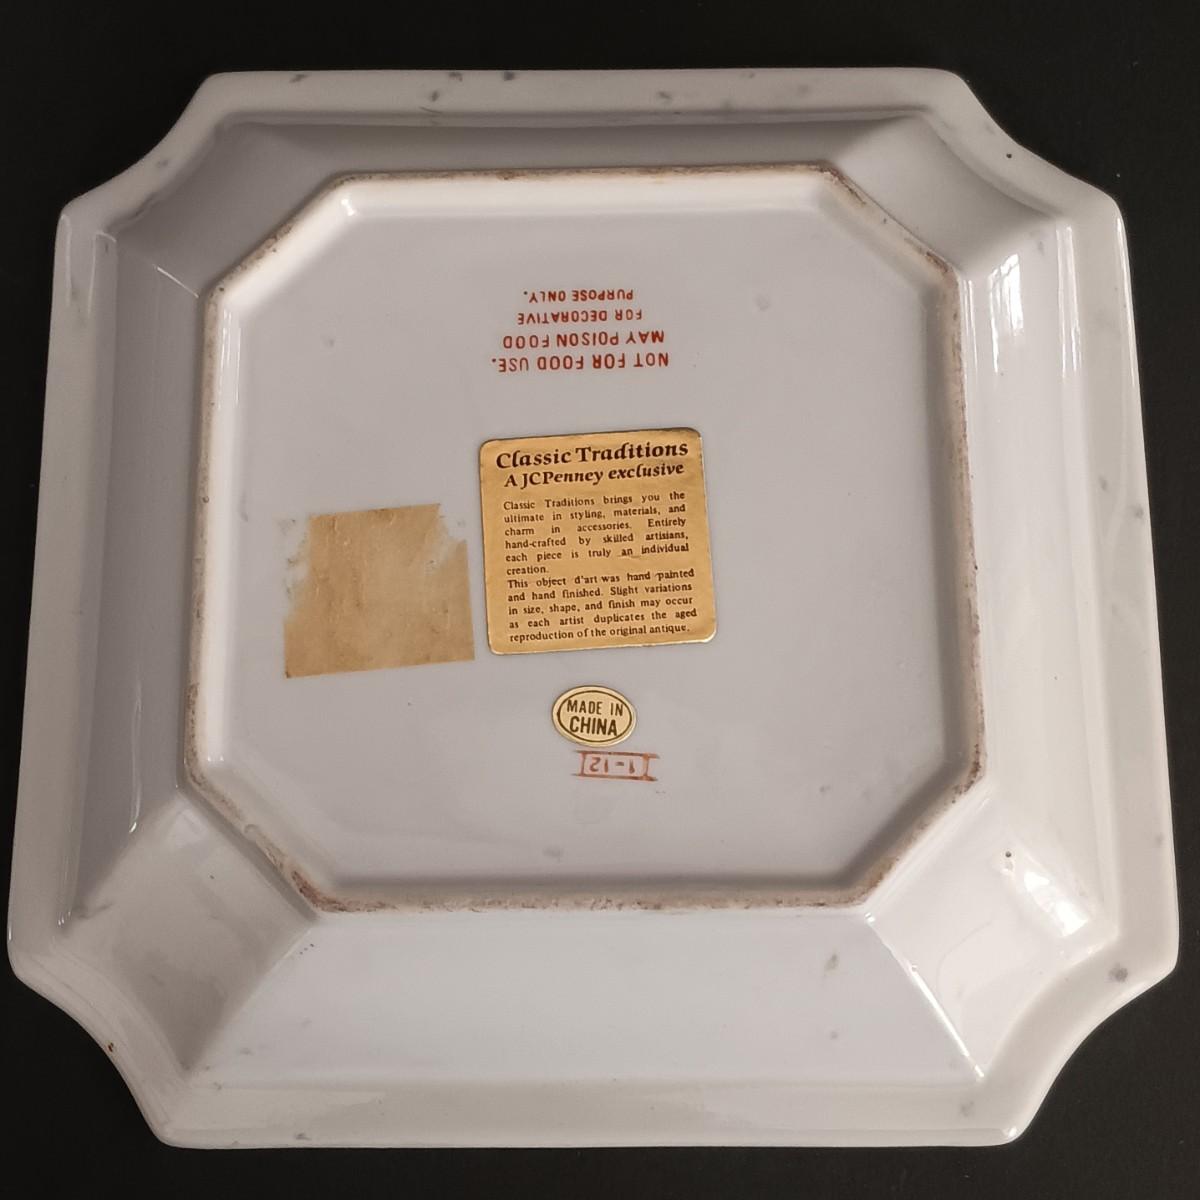 NOT FOR FOOD USE.
MAY POISON FOOD
FOR DECORATIVE
PURPOSE ONLY.
Classic Traditions
A JCPenney exclusive
Classic Traditions brings you the
ultimate in styling, materials, and
charm in accessories. Entirely
hand-crafted by skilled artisians,
each piece is truly an individual
creation.
This object d'art was hand painted
and hand finished. Slight variations
in size, shape, and finish may occur
as each artist duplicates the aged
reproduction of the original antique.
MADE IN
CHINA
1-12